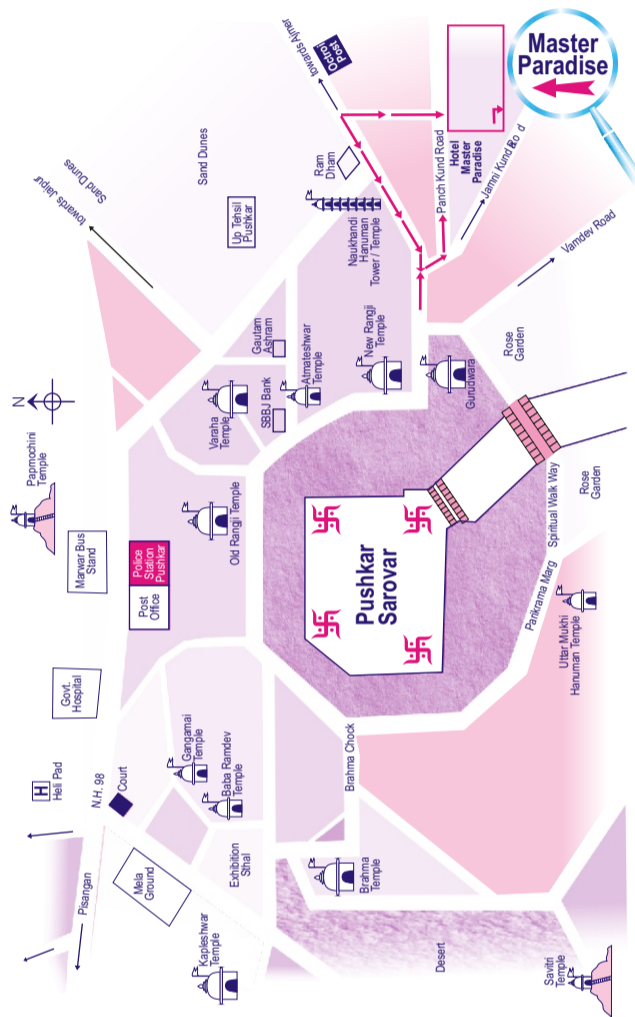 Master
Paradise
towards Ajmer
Octroi
Post
Sand Dunes
towards Jaipur
Sand Dunes
Ram
Dham
Up Tehsil
Pushkar
Naukhandi
Hanuman
Tower / Temple
Panch Kund Road
Hotel
Master
Paradise
Jamni Kund Rod
Vamdev Road
Gautam
Ashram
Atmateshwar
Temple
New Rangji
Temple
Gurudwara
Rose
Garden
SBBJ Bank
Varaha
Temple
N
Papmochini
Temple
Marwar Bus
Stand
Police
Station
Pushkar
Post
Office
Old Rangji Temple
Pushkar
Sarovar
卐
卐
卐
卐
Spiritual Walk Way
Rose
Garden
Parikrama Marg
Uttar Mukhi
Hanuman Temple
Govt.
Hospital
H
Heli Pad
N.H. 98
Court
Gangamai
Temple
Baba Ramdev
Temple
Brahma Chock
Pisangan
Mela
Ground
Exhibition
Sthal
Brahma
Temple
Kapleshwar
Temple
Desert
Savitri
Temple